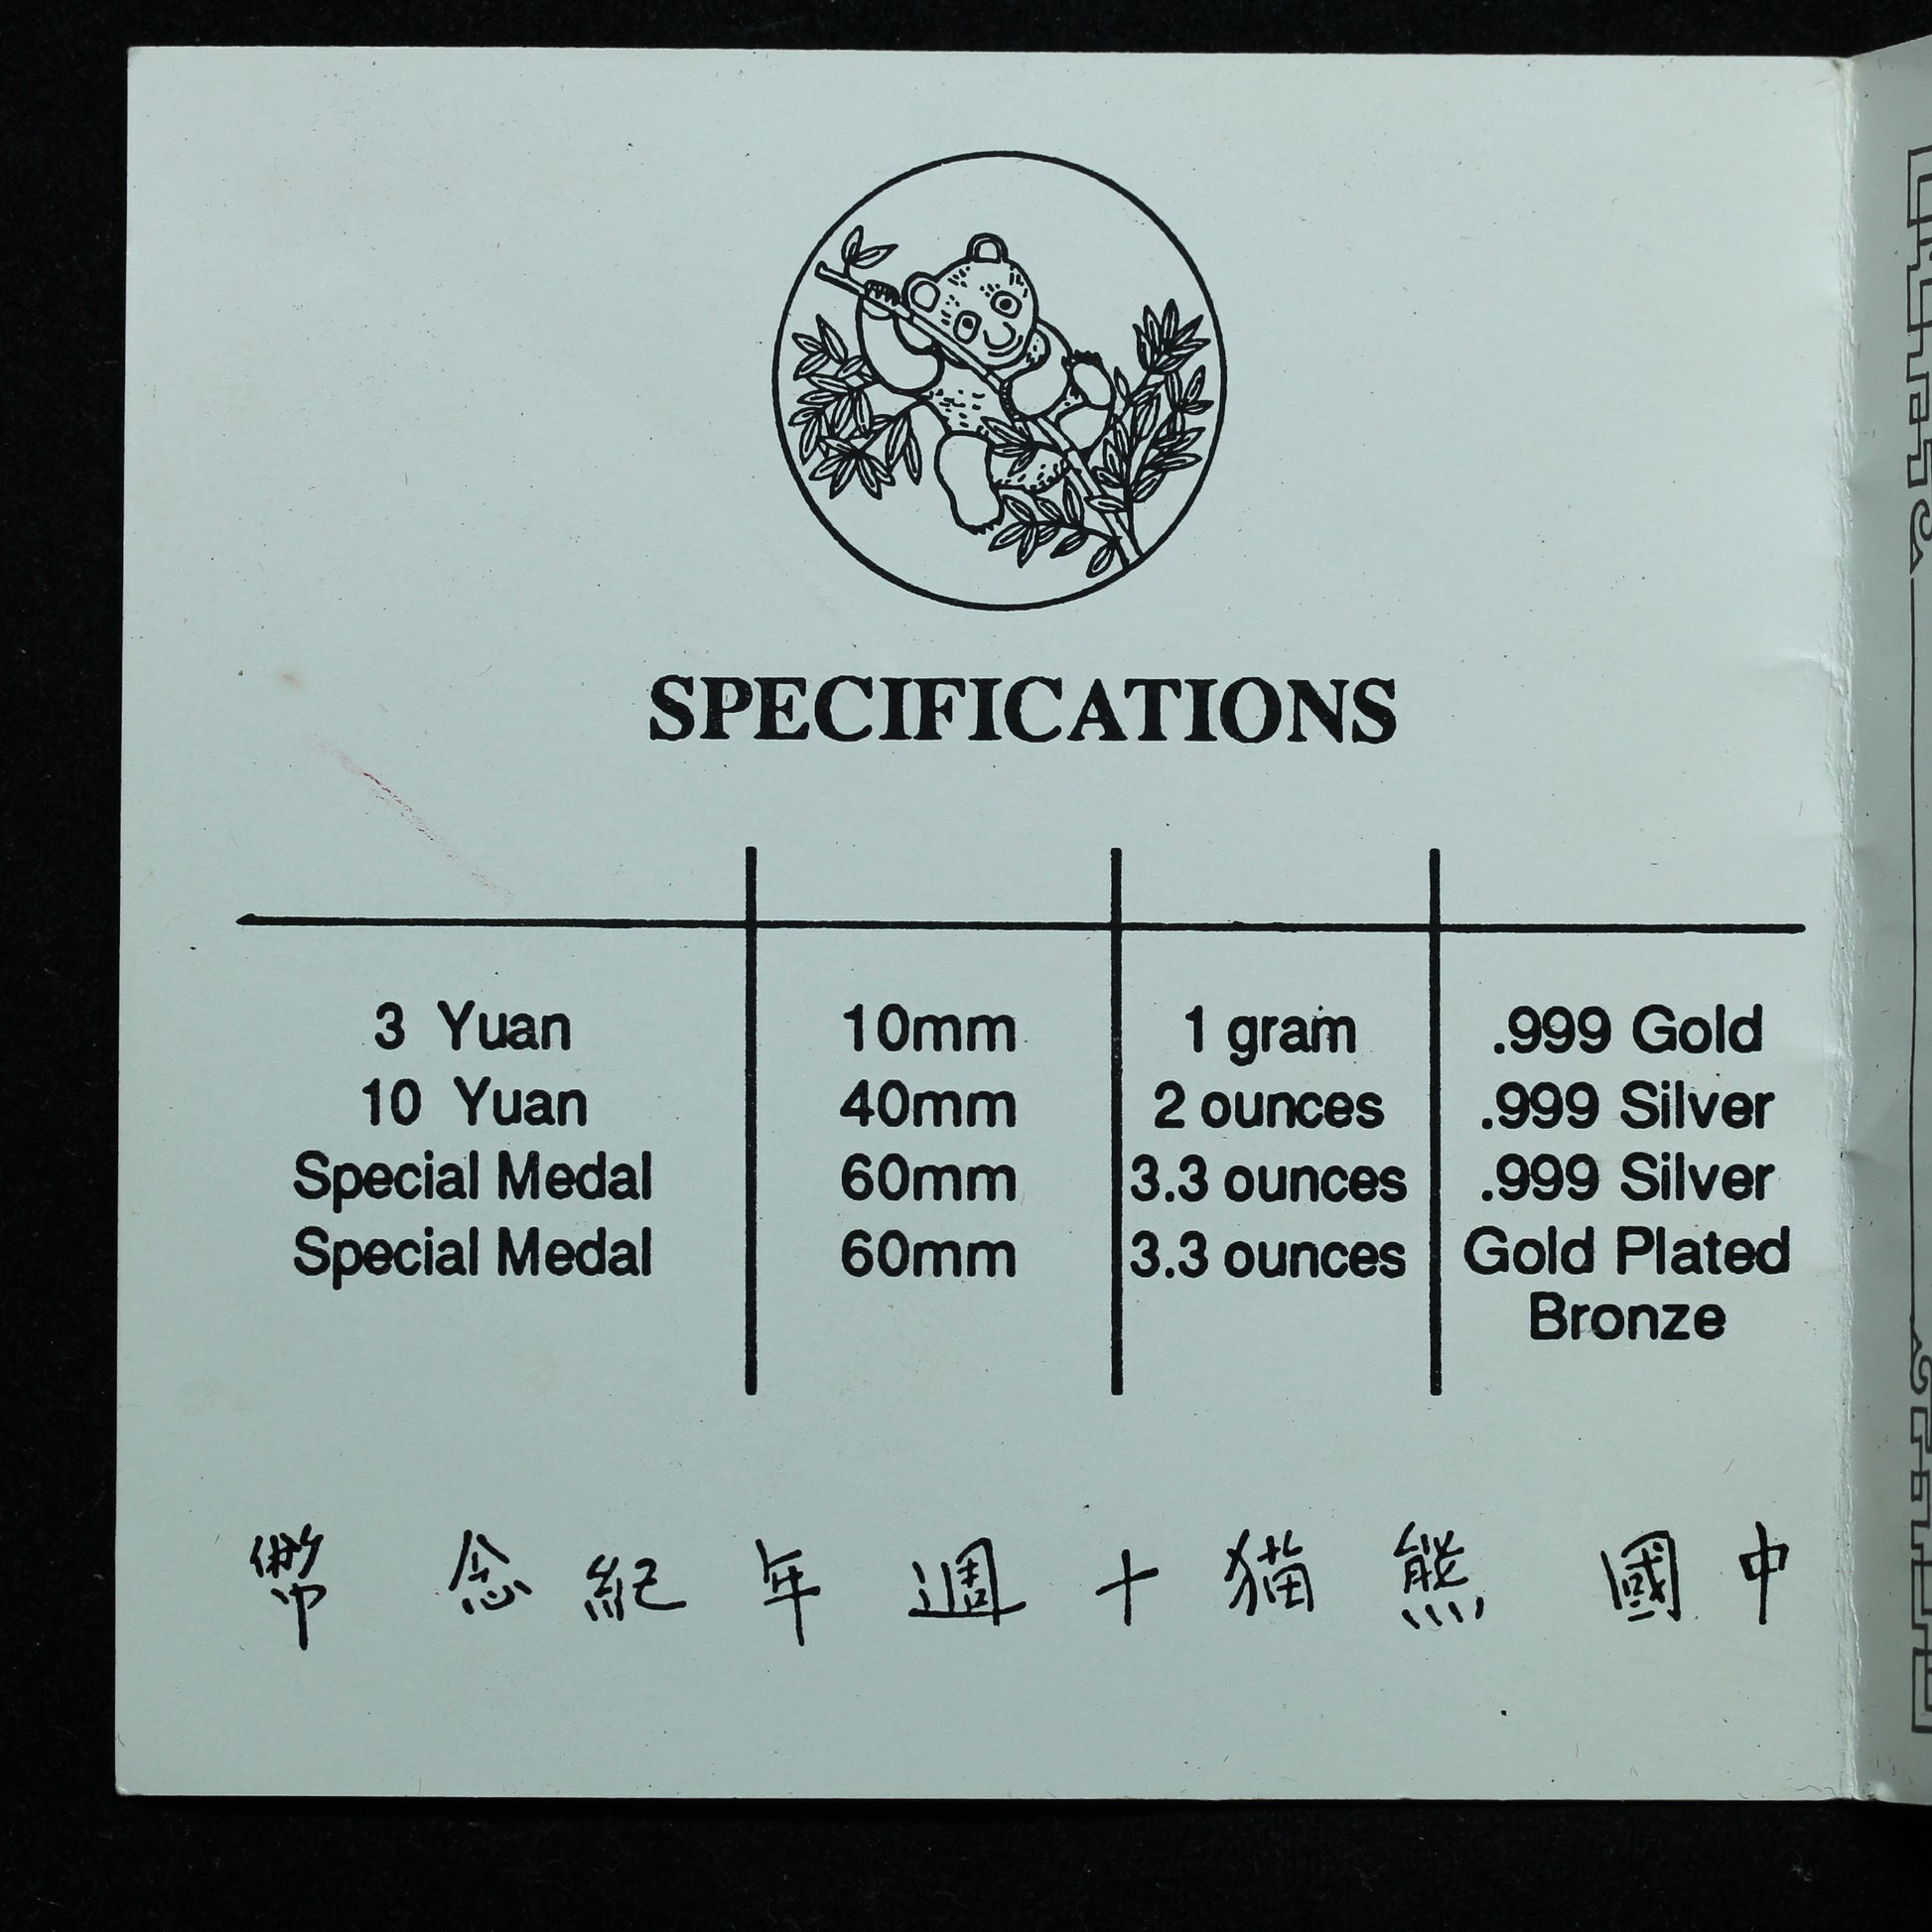 SPECIFICATIONS
3 Yuan 10mm 1 gram .999 Gold
10 Yuan 40mm 2 ounces .999 Silver
Special Medal 60mm 3.3 ounces .999 Silver
Special Medal 60mm 3.3 ounces Gold Plated
Bronze
中國熊猫十週年紀念幣